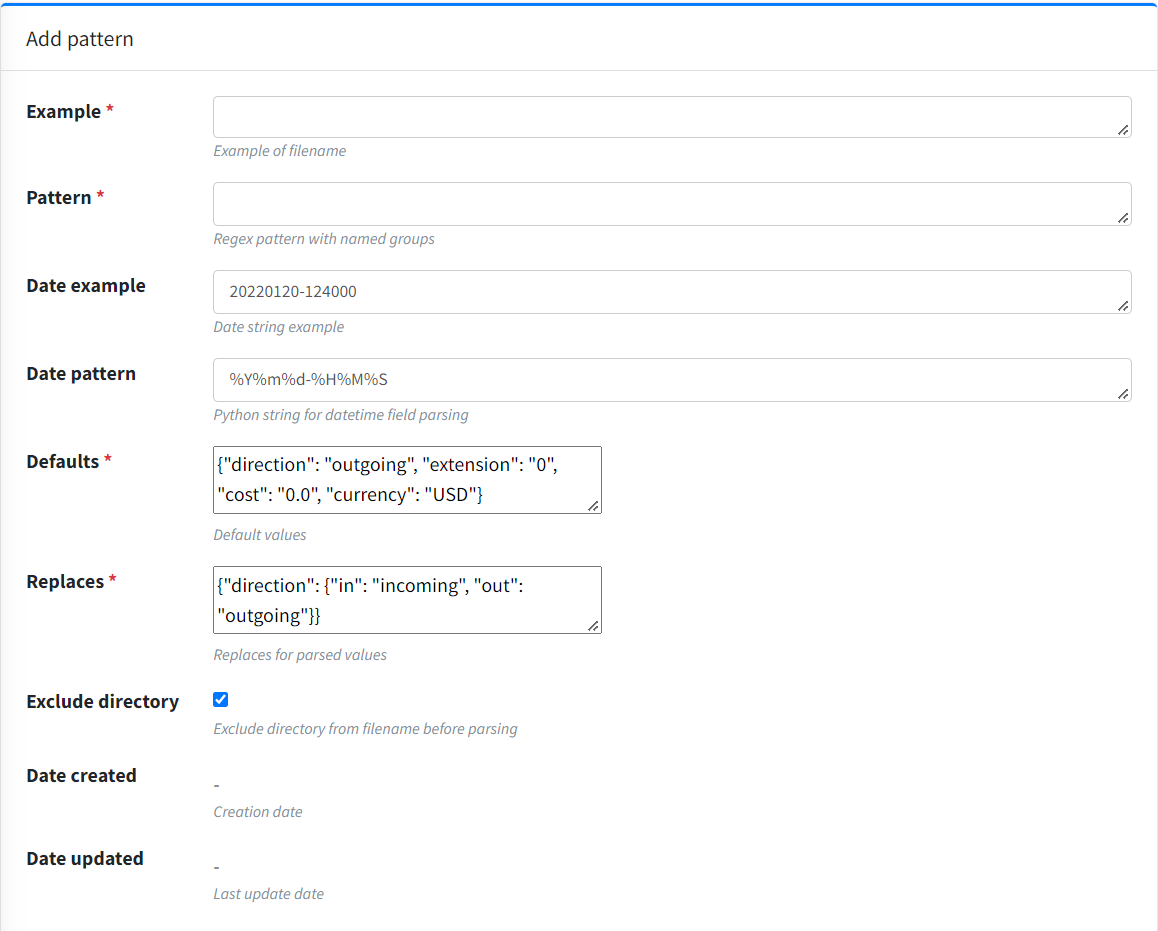 Add pattern
Example *
Example of filename
Pattern *
Regex pattern with named groups
Date example
20220120-124000
Date string example
Date pattern
%Y%m%d-%H%M%S
Python string for datetime field parsing
Defaults *
{"direction": "outgoing", "extension": "0",
"cost": "0.0", "currency": "USD"}
Default values
Replaces *
{"direction": {"in": "incoming", "out":
"outgoing"}}
Replaces for parsed values
Exclude directory
Exclude directory from filename before parsing
Date created
-
Creation date
Date updated
-
Last update date